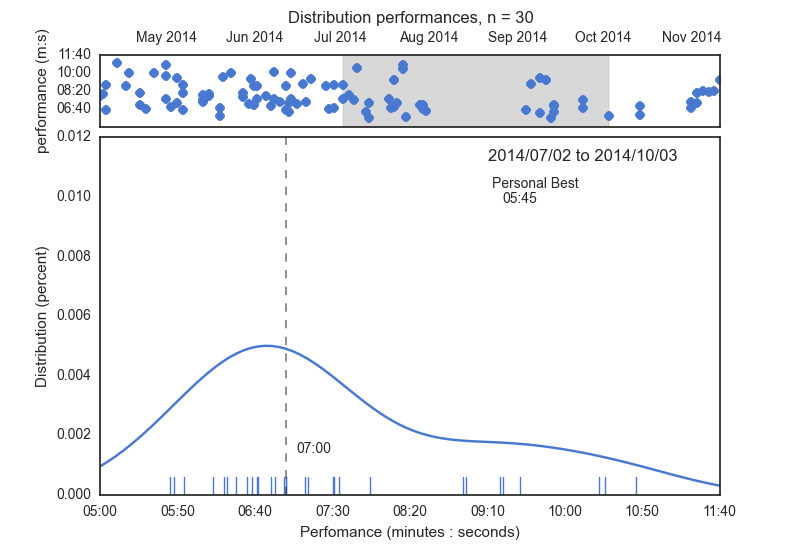 Distribution performances, n = 30
May 2014 Jun 2014 Jul 2014 Aug 2014 Sep 2014 Oct 2014 Nov 2014
performance (m:s)
11:40
10:00
08:20
06:40
Distribution (percent)
0.012
0.010
0.008
0.006
0.004
0.002
0.000
2014/07/02 to 2014/10/03
Personal Best
05:45
07:00
05:00 05:50 06:40 07:30 08:20 09:10 10:00 10:50 11:40
Perfomance (minutes : seconds)